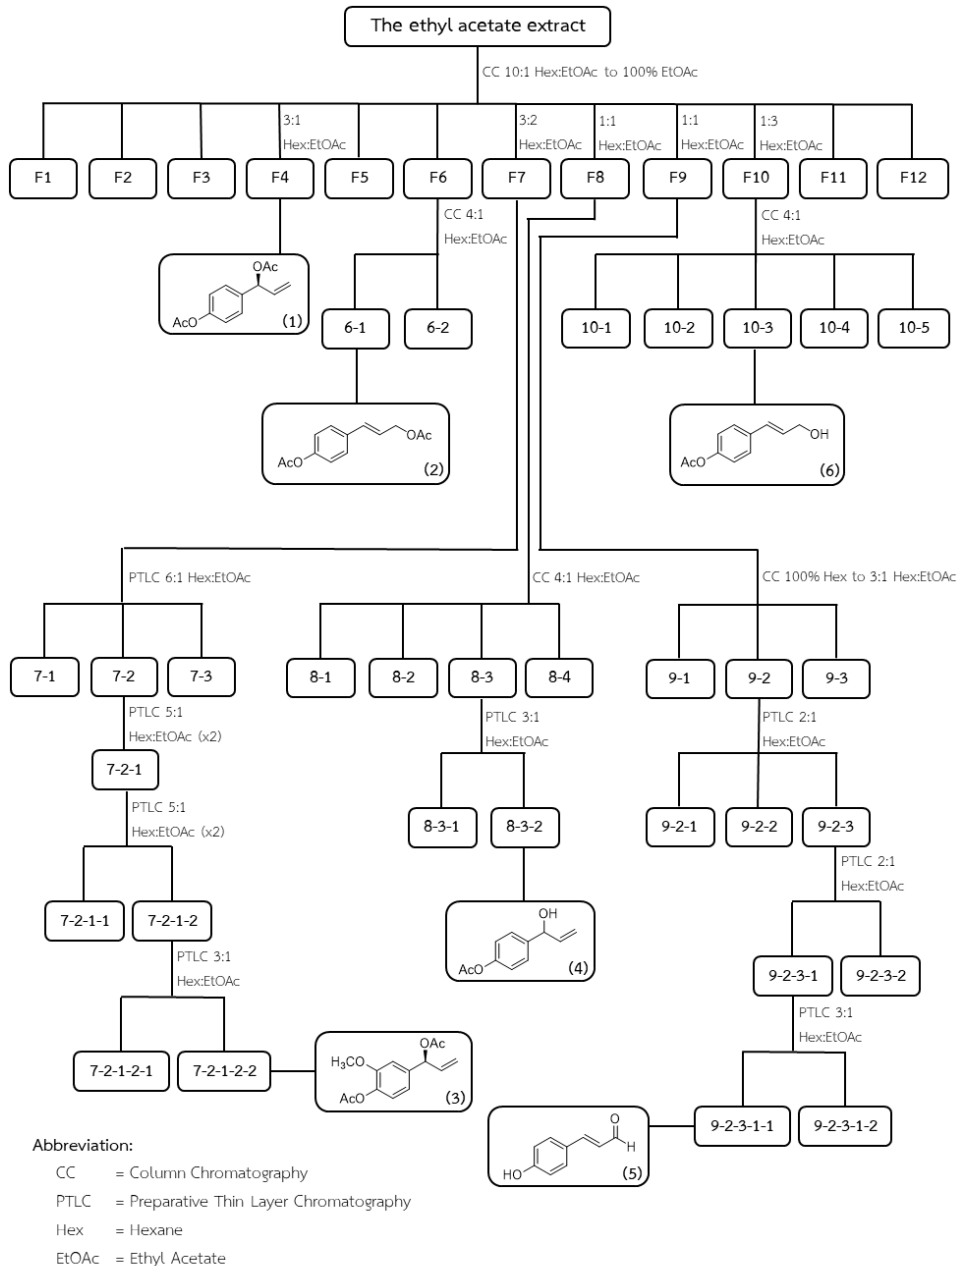 The ethyl acetate extract
CC 10:1 Hex:EtOAc to 100% EtOAc
3:1
Hex:EtOAc
3:2
Hex:EtOAc
1:1
Hex:EtOAc
1:1
Hex:EtOAc
1:3
Hex:EtOAc
F1
F2
F3
F4
F5
F6
F7
F8
F9
F10
F11
F12
CC 4:1
Hex:EtOAc
CC 4:1
Hex:EtOAc
OAc
AcO
(1)
6-1
6-2
10-1
10-2
10-3
10-4
10-5
OAc
AcO
(2)
OH
AcO
(6)
PTLC 6:1 Hex:EtOAc
CC 4:1 Hex:EtOAc
CC 100% Hex to 3:1 Hex:EtOAc
7-1
7-2
7-3
8-1
8-2
8-3
8-4
9-1
9-2
9-3
PTLC 5:1
Hex:EtOAc (x2)
PTLC 3:1
Hex:EtOAc
PTLC 2:1
Hex:EtOAc
7-2-1
PTLC 5:1
Hex:EtOAc (x2)
8-3-1
8-3-2
9-2-1
9-2-2
9-2-3
PTLC 2:1
Hex:EtOAc
7-2-1-1
7-2-1-2
OH
AcO
(4)
PTLC 3:1
Hex:EtOAc
9-2-3-1
9-2-3-2
PTLC 3:1
Hex:EtOAc
7-2-1-2-1
7-2-1-2-2
OAc
H₃CO
AcO
(3)
9-2-3-1-1
9-2-3-1-2
O
H
HO
(5)
Abbreviation:
CC = Column Chromatography
PTLC = Preparative Thin Layer Chromatography
Hex = Hexane
EtOAc = Ethyl Acetate